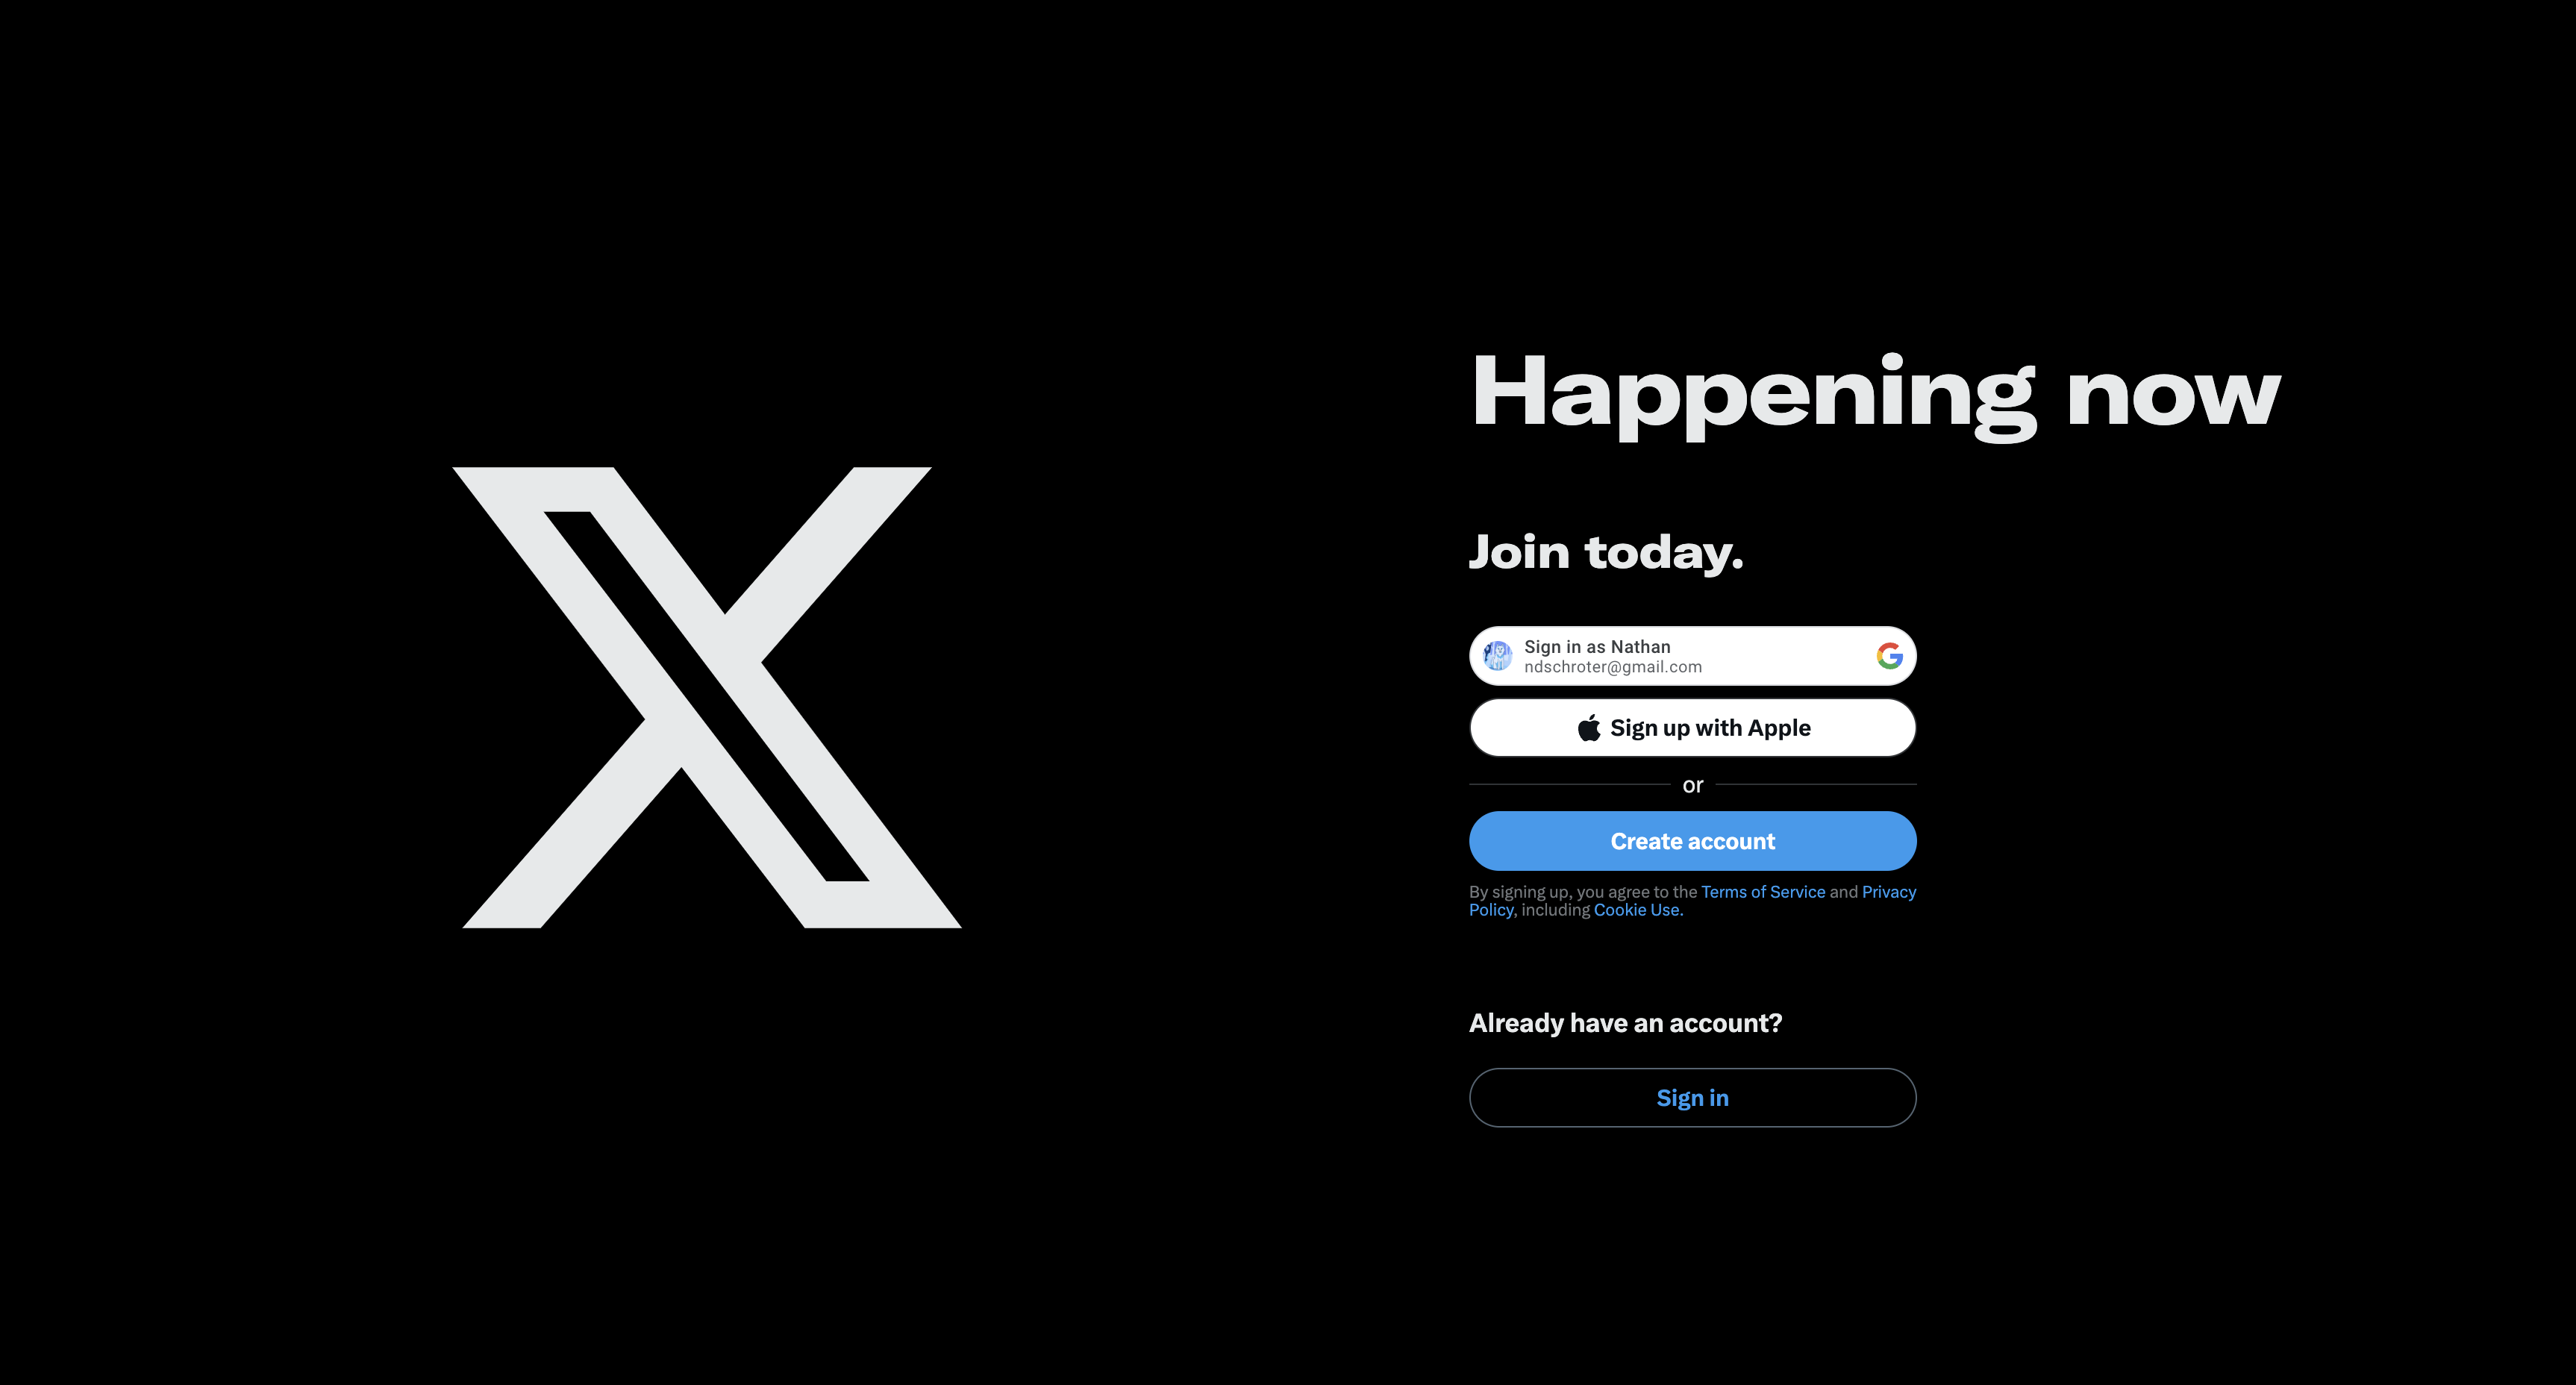 Happening now
Join today.
Sign in as Nathan
ndschroter@gmail.com
Sign up with Apple
or
Create account
By signing up, you agree to the Terms of Service and Privacy
Policy, including Cookie Use.
Already have an account?
Sign in